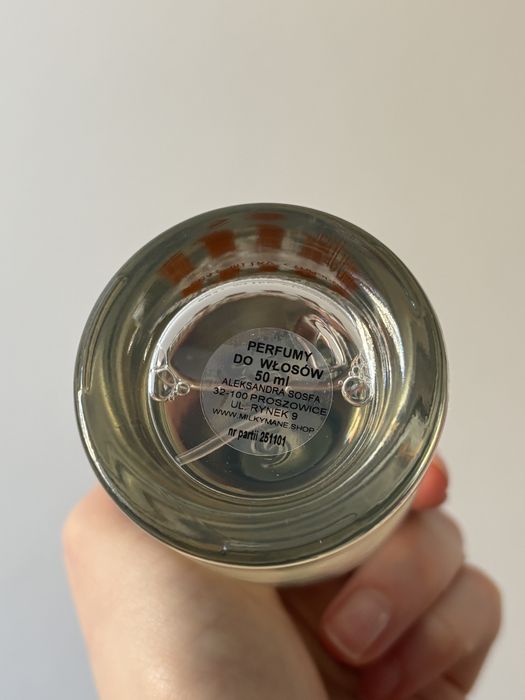 PERFUMY
DO WŁOSÓW
50 ml
ALEKSANDRA SOSFA
32-100 PROSZOWICE
UL. RYNEK 9
WWW.MILKYMANE.SHOP
nr partii 251101